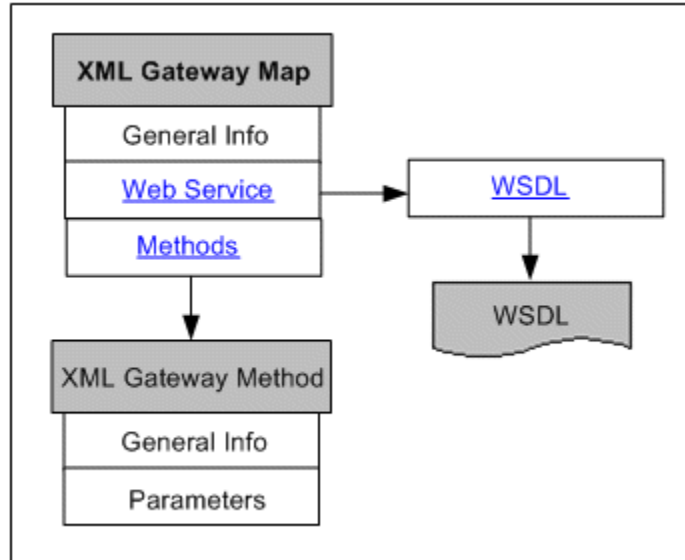 XML Gateway Map
General Info
Web Service
WSDL
Methods
WSDL
XML Gateway Method
General Info
Parameters